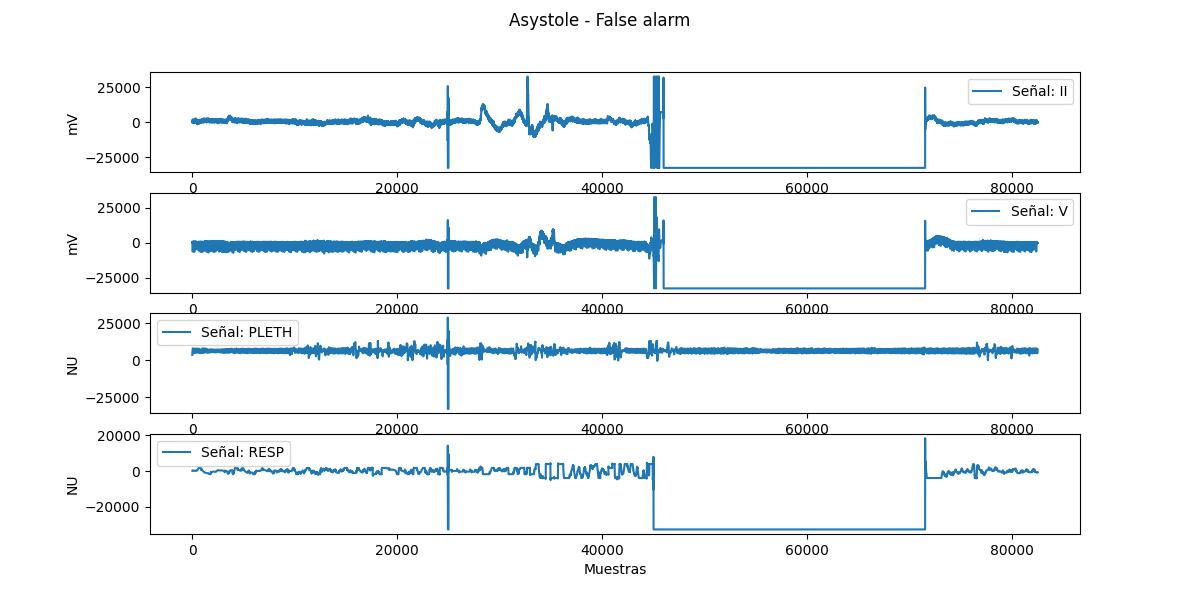 Asystole - False alarm
25000
0
−25000
mV
Señal: II
0 20000 40000 60000 80000
25000
0
−25000
mV
Señal: V
0 20000 40000 60000 80000
25000
0
−25000
NU
Señal: PLETH
0 20000 40000 60000 80000
20000
0
−20000
NU
Señal: RESP
0 20000 40000 60000 80000
Muestras